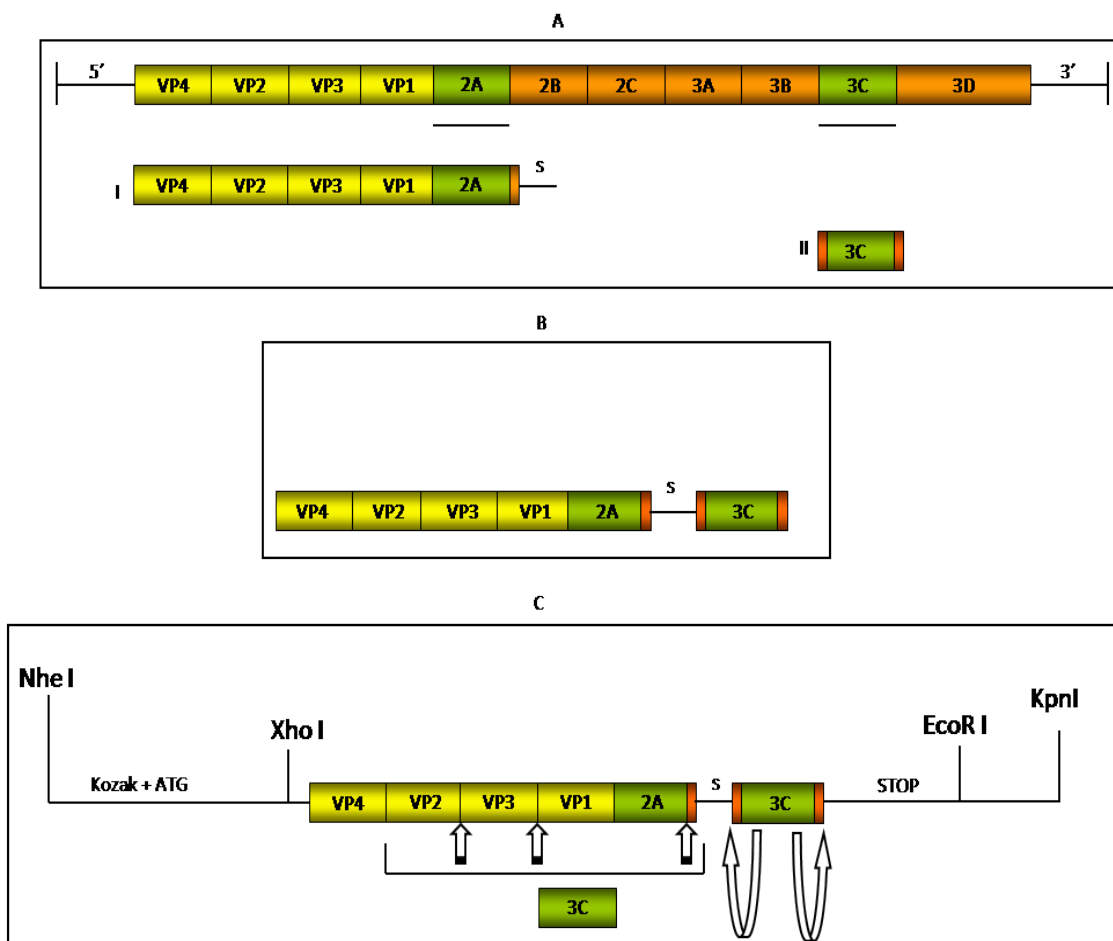 A
5′ VP4 VP2 VP3 VP1 2A 2B 2C 3A 3B 3C 3D 3′
I VP4 VP2 VP3 VP1 2A S
II 3C
B
VP4 VP2 VP3 VP1 2A S 3C
C
Nhe I
Xho I
EcoR I
KpnI
Kozak + ATG
STOP
VP4 VP2 VP3 VP1 2A S 3C
3C